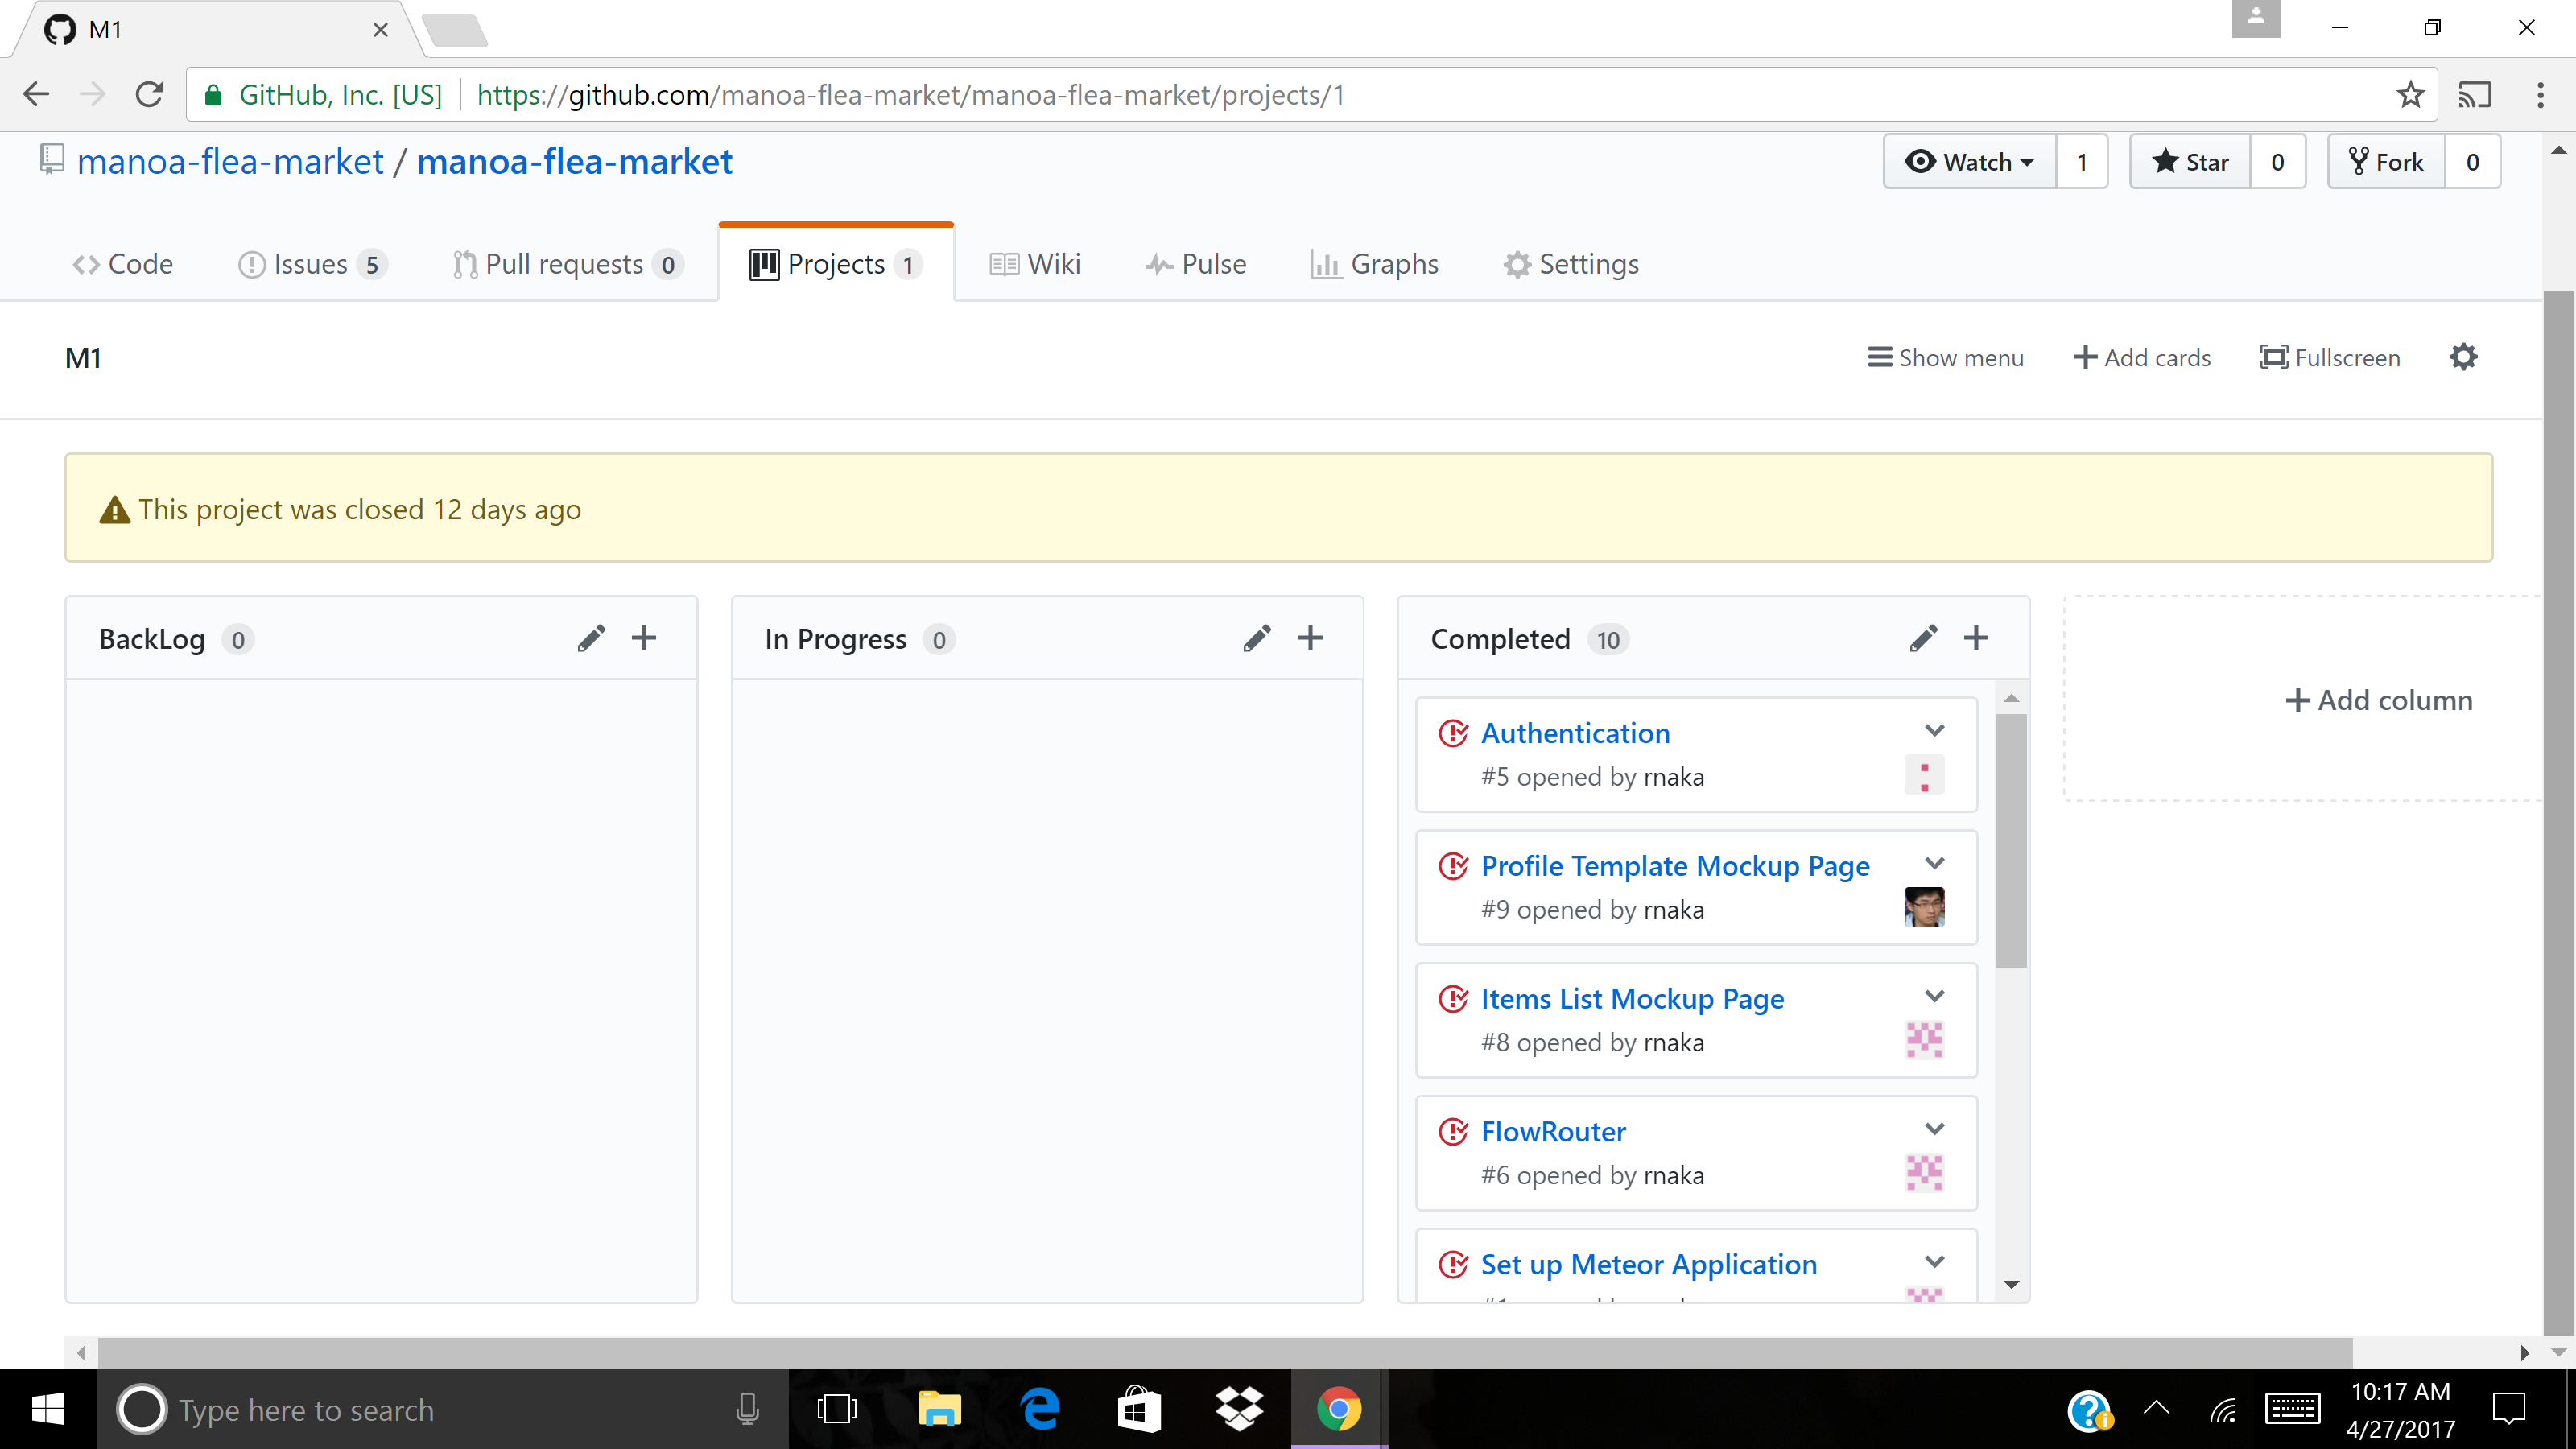 M1
GitHub, Inc. [US] https://github.com/manoa-flea-market/manoa-flea-market/projects/1
manoa-flea-market / manoa-flea-market
Watch 1 Star 0 Fork 0
Code Issues 5 Pull requests 0 Projects 1 Wiki Pulse Graphs Settings
M1
Show menu Add cards Fullscreen
This project was closed 12 days ago
BackLog 0
In Progress 0
Completed 10
Authentication
#5 opened by rnaka
Profile Template Mockup Page
#9 opened by rnaka
Items List Mockup Page
#8 opened by rnaka
FlowRouter
#6 opened by rnaka
Set up Meteor Application
Add column
Type here to search
10:17 AM
4/27/2017